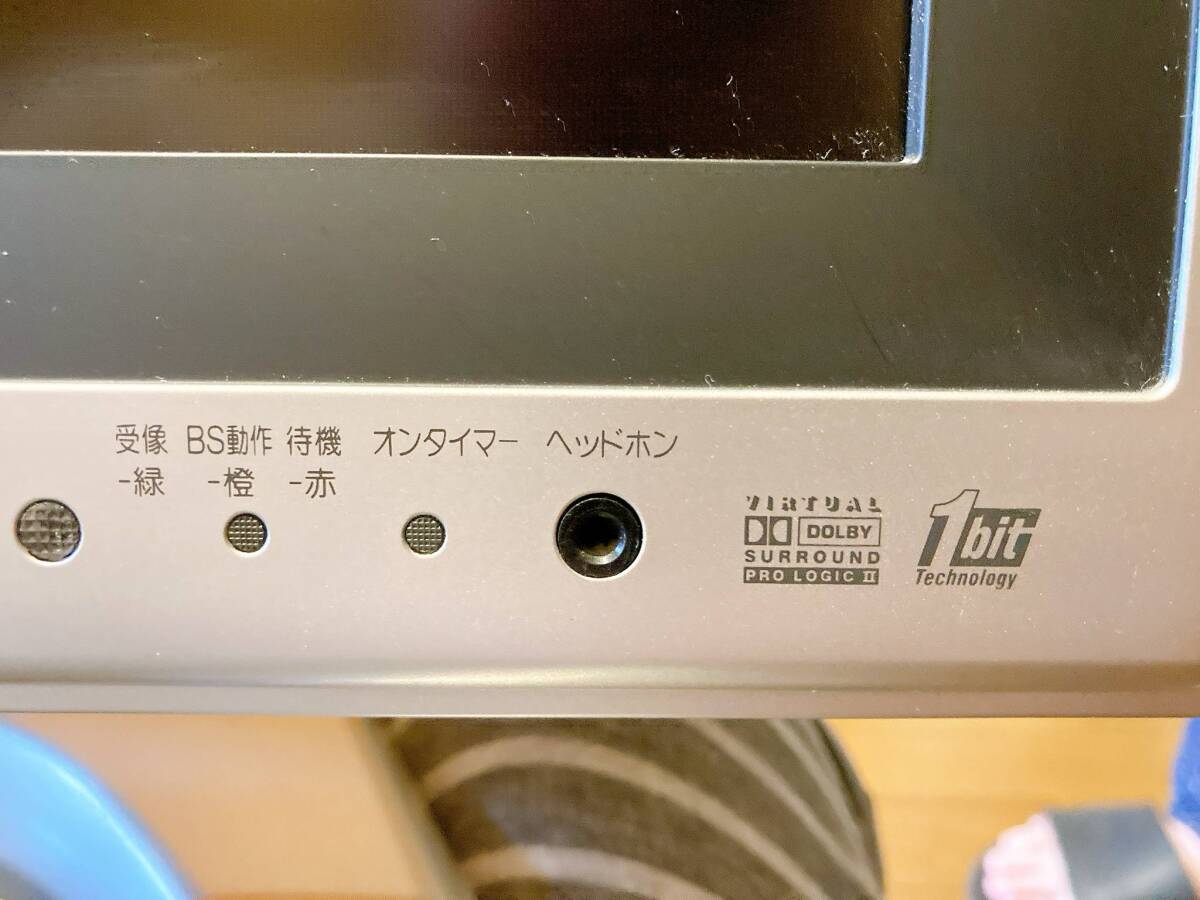 受像 BS動作 待機 オンタイマー ヘッドホン
-緑 -橙 -赤
VIRTUAL
DOLBY
SURROUND
PRO LOGIC II
1bit
Technology